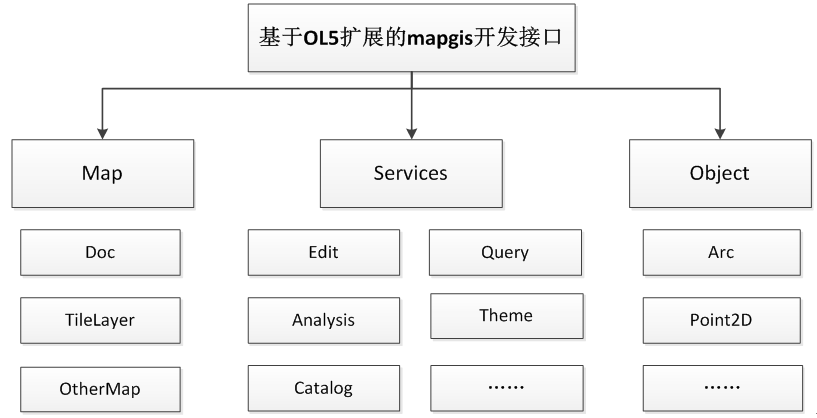 基于OL5扩展的mapgis开发接口
Map
Services
Object
Doc
Edit
Query
Arc
TileLayer
Analysis
Theme
Point2D
OtherMap
Catalog
……
……